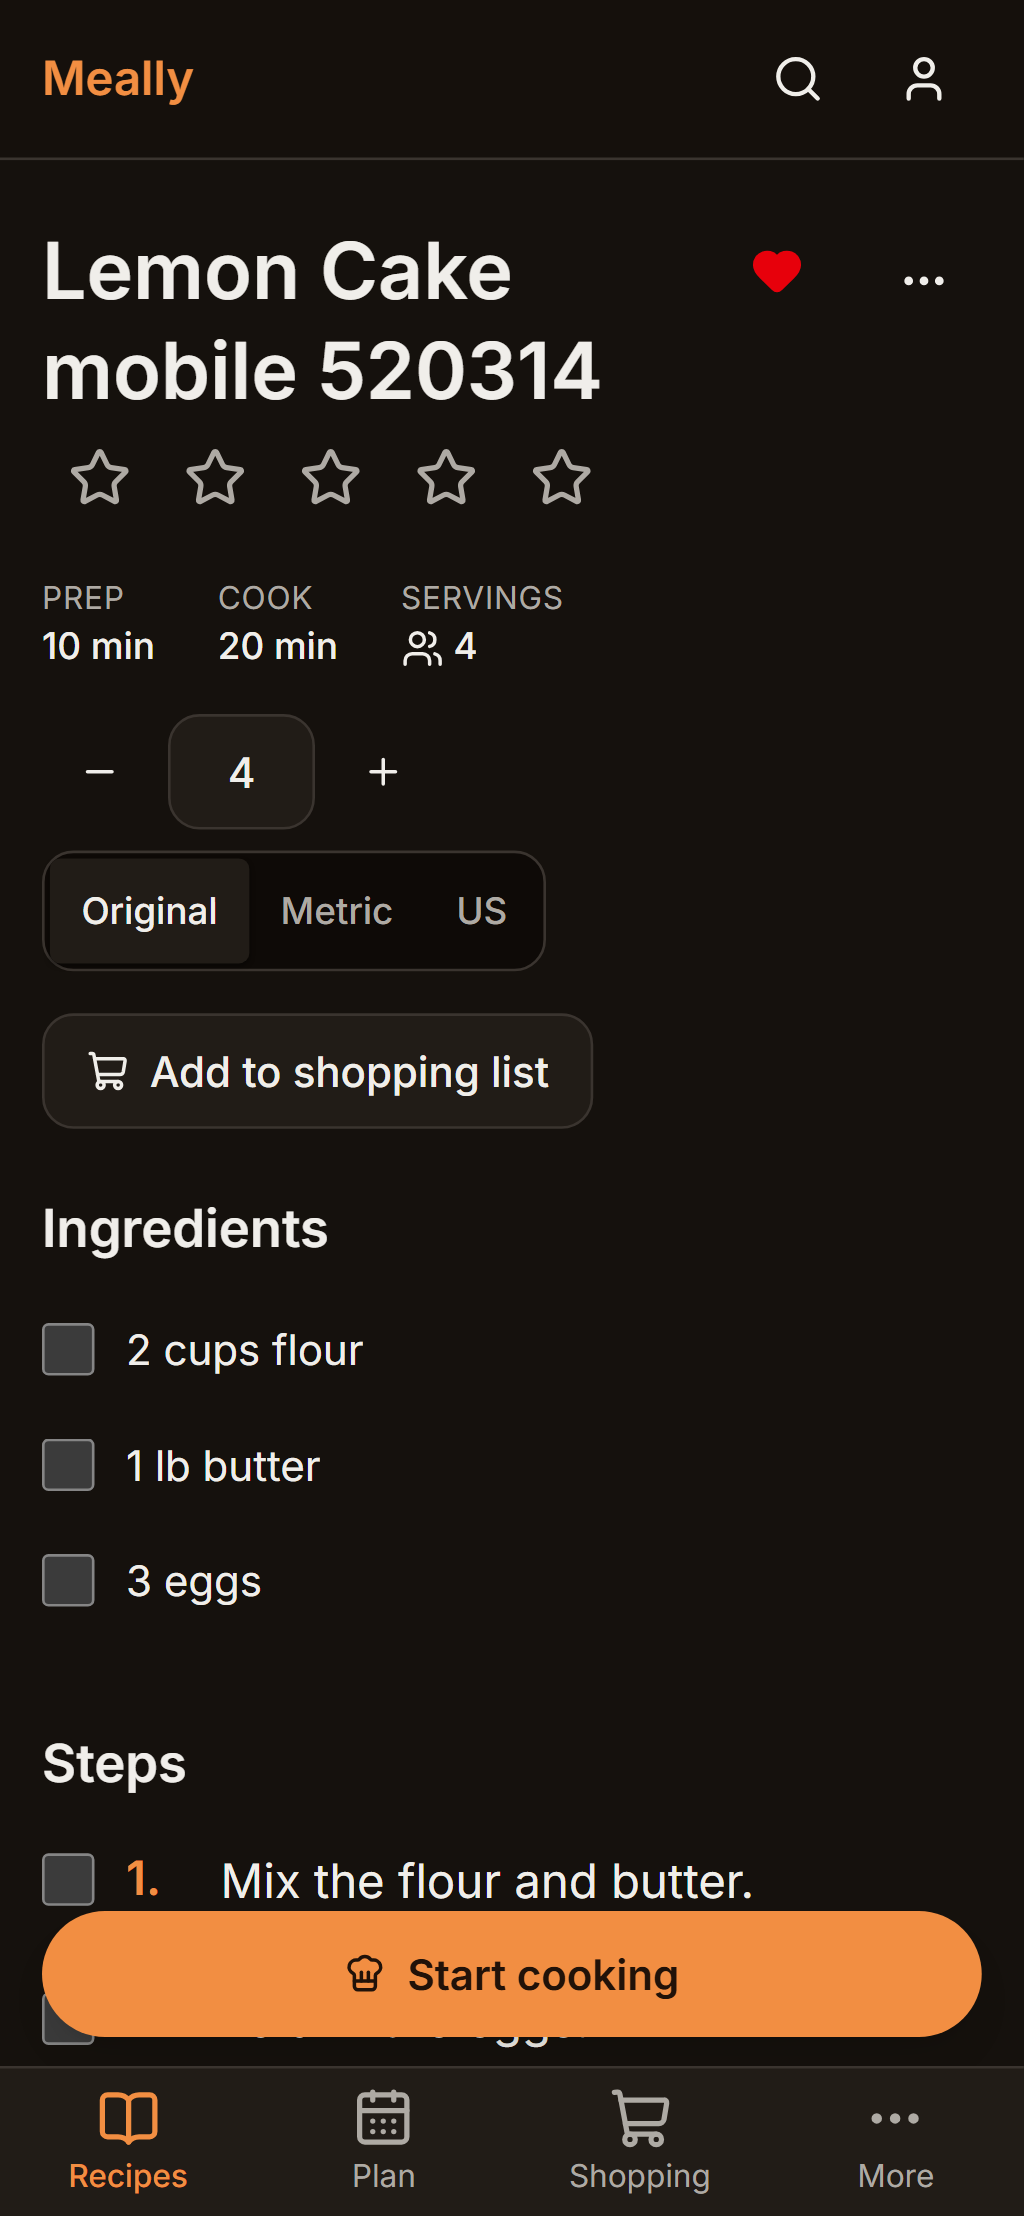 Meally
Lemon Cake
mobile 520314
PREP COOK SERVINGS
10 min 20 min 4
4
Original Metric US
Add to shopping list
Ingredients
2 cups flour
1 lb butter
3 eggs
Steps
1. Mix the flour and butter.
Start cooking
Recipes Plan Shopping More